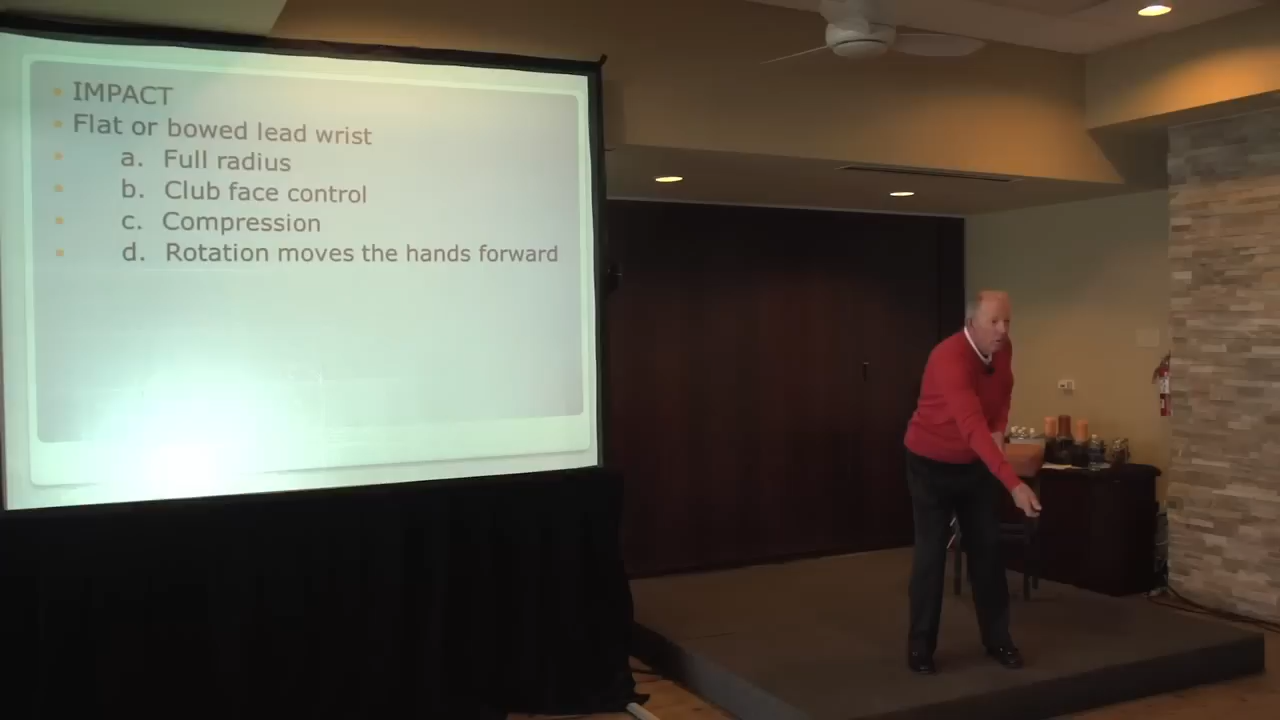 IMPACT
Flat or bowed lead wrist
a. Full radius
b. Club face control
c. Compression
d. Rotation moves the hands forward